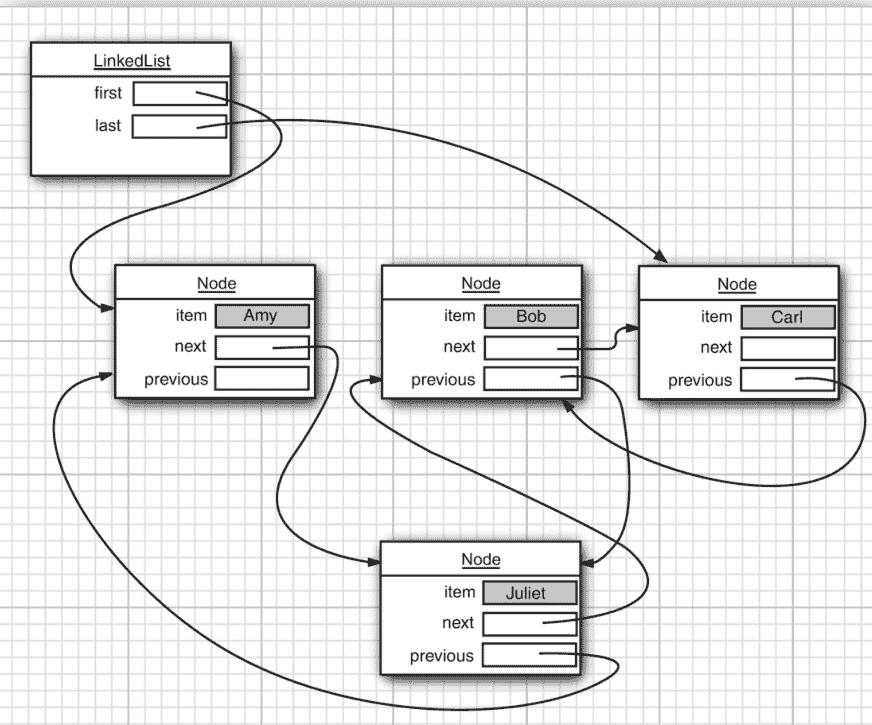 LinkedList
first
last
Node
item Amy
next
previous
Node
item Bob
next
previous
Node
item Carl
next
previous
Node
item Juliet
next
previous